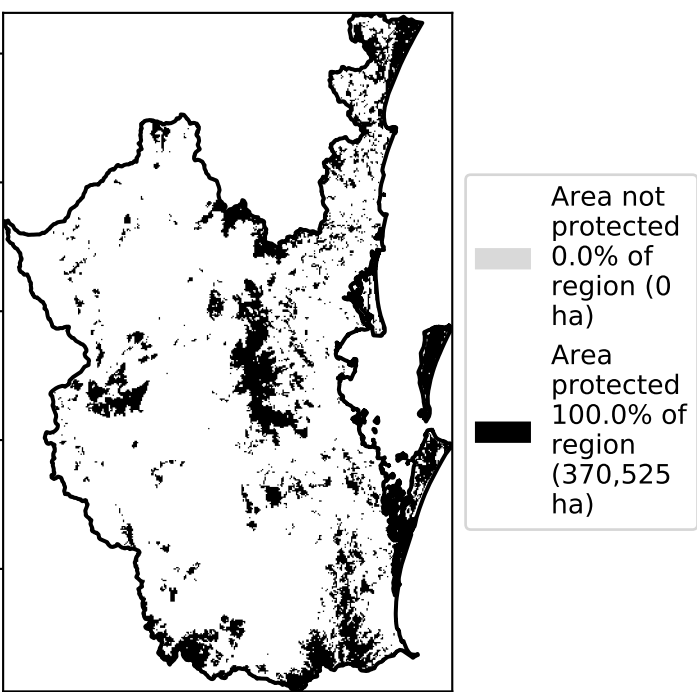 Area not
protected
0.0% of
region (0
ha)
Area
protected
100.0% of
region
(370,525
ha)